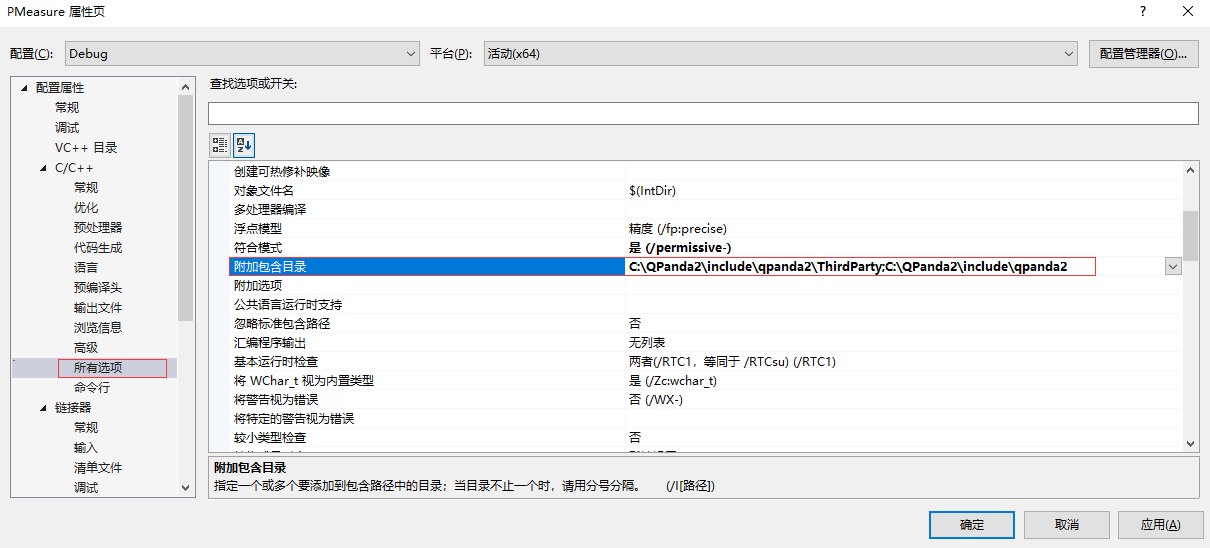 PMeasure 属性页
?
配置(C):
Debug
平台(P):
活动(x64)
配置管理器(O)...
配置属性
常规
调试
VC++ 目录
C/C++
常规
优化
预处理器
代码生成
语言
预编译头
输出文件
浏览信息
高级
所有选项
命令行
链接器
常规
输入
清单文件
调试
查找选项或开关:
创建可热修补映像
对象文件名 $(IntDir)
多处理器编译
浮点模型 精度 (/fp:precise)
符合模式 是 (/permissive-)
附加包含目录 C:\QPanda2\include\qpanda2\ThirdParty;C:\QPanda2\include\qpanda2
附加选项
公共语言运行时支持
忽略标准包含路径 否
汇编程序输出 无列表
基本运行时检查 两者(/RTC1，等同于 /RTCsu) (/RTC1)
将 WChar_t 视为内置类型 是 (/Zc:wchar_t)
将警告视为错误 否 (/WX-)
将特定的警告视为错误
较小类型检查 否
附加包含目录
指定一个或多个要添加到包含路径中的目录；当目录不止一个时，请用分号分隔。 (/I[路径])
确定
取消
应用(A)